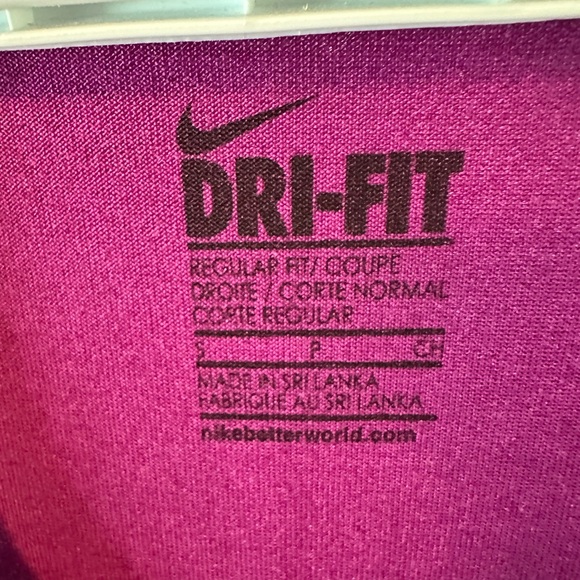 DRI-FIT
REGULAR FIT/ COUPE
DROITE / CORTE NORMAL
CORTE REGULAR
S P CH
MADE IN SRI LANKA
FABRIQUE AU SRI LANKA
nikebetterworld.com